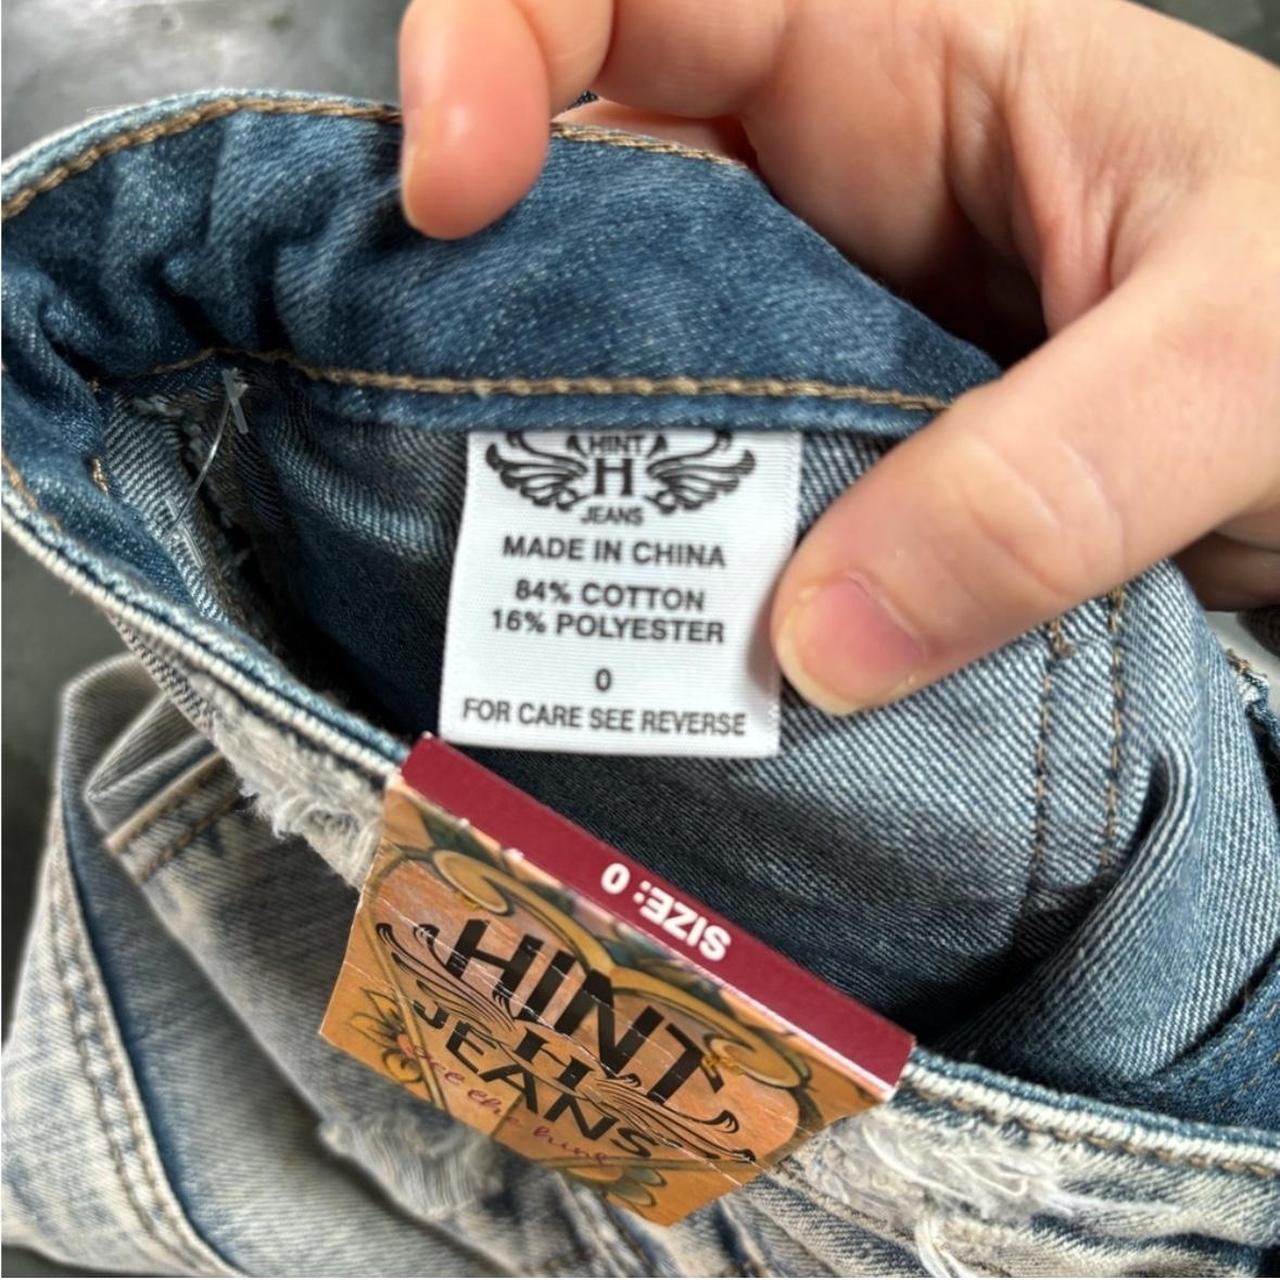 HINT
H
JEANS
MADE IN CHINA
84% COTTON
16% POLYESTER
0
FOR CARE SEE REVERSE
SIZE: 0
HINT
H
JEANS